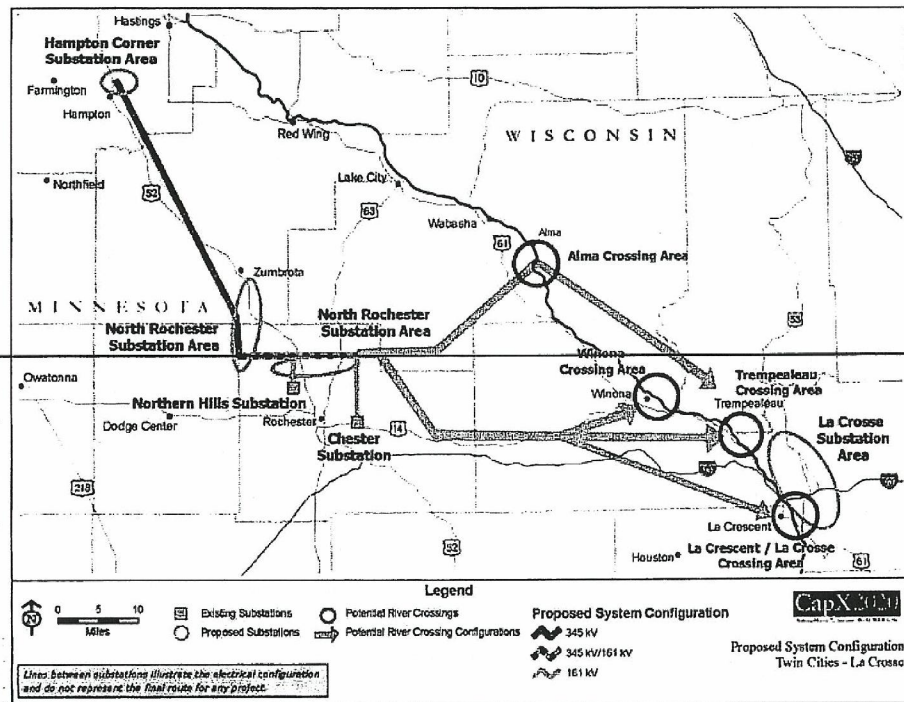 Hastings
Hampton Corner
Substation Area
Farmington
Hampton
10
Red Wing
WISCONSIN
Northfield
52
Lake City
63
Wabasha
61
Alma
Alma Crossing Area
Zumbrota
MINNESOTA
North Rochester
Substation Area
North Rochester
Substation Area
53
Owatonna
Winona
Crossing Area
Winona
Trempealeau
Crossing Area
Trempealeau
Northern Hills Substation
Dodge Center
Rochester
14
Chester
Substation
La Crosse
Substation
Area
218
90
La Crescent
52
Houston
La Crescent / La Crosse
Crossing Area
61
Legend
N
0 5 10
Miles
Existing Substations
Proposed Substations
Potential River Crossings
Potential River Crossing Configurations
Proposed System Configuration
345 kV
345 kV/161 kV
161 kV
CapX 2020
Proposed System Configuration
Twin Cities - La Crosse
Lines between substations illustrate the electrical configuration
and do not represent the final route for any project.